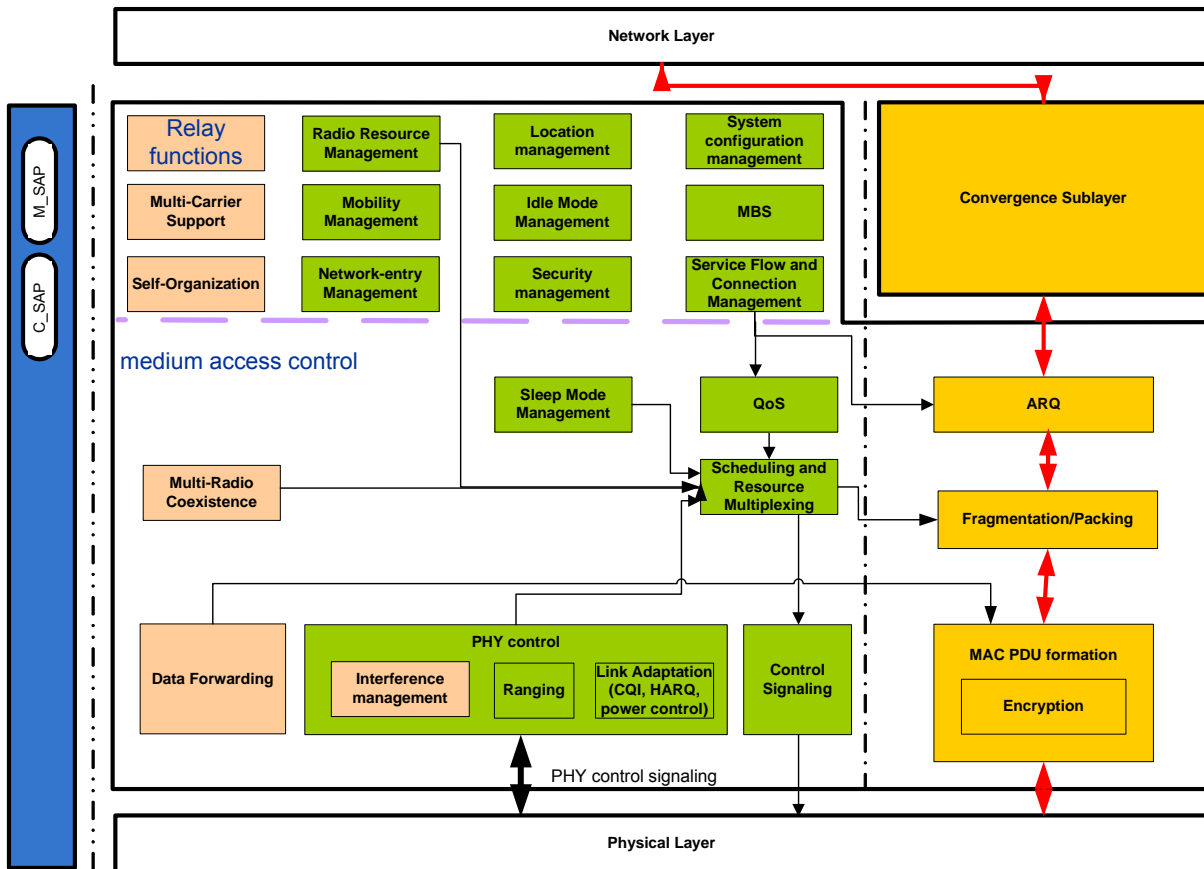 Network Layer
M_SAP
C_SAP
Relay
functions
Radio Resource
Management
Location
management
System
configuration
management
Convergence Sublayer
Multi-Carrier
Support
Mobility
Management
Idle Mode
Management
MBS
Self-Organization
Network-entry
Management
Security
management
Service Flow and
Connection
Management
medium access control
Sleep Mode
Management
QoS
ARQ
Multi-Radio
Coexistence
Scheduling and
Resource
Multiplexing
Fragmentation/Packing
Data Forwarding
PHY control
Interference
management
Ranging
Link Adaptation
(CQI, HARQ,
power control)
Control
Signaling
MAC PDU formation
Encryption
PHY control signaling
Physical Layer